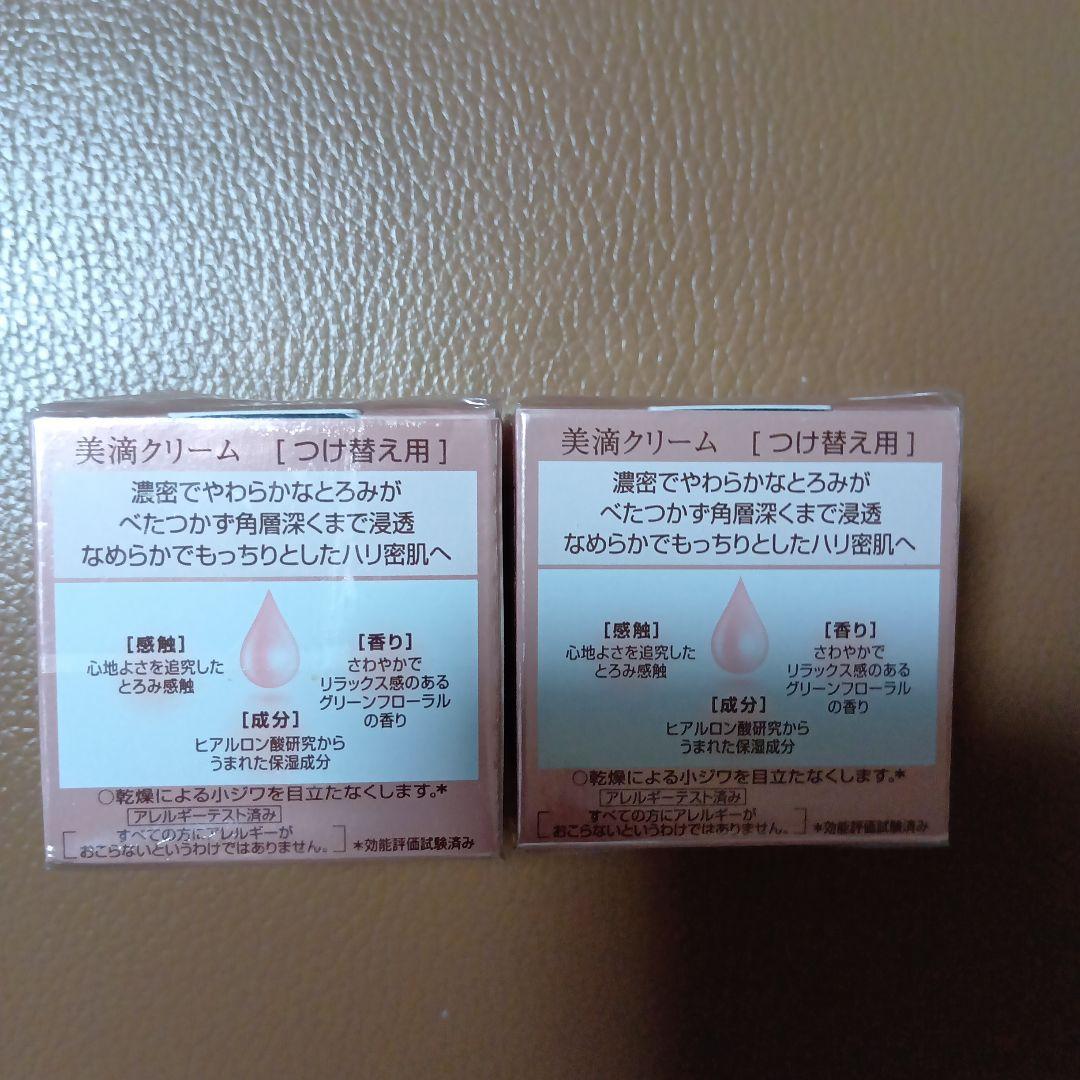 美滴クリーム [つけ替え用]
濃密でやわらかなとろみが
べたつかず角層深くまで浸透
なめらかでもっちりとしたハリ密肌へ
[感触]
心地よさを追究した
とろみ感触
[香り]
さわやかで
リラックス感のある
グリーンフローラル
の香り
[成分]
ヒアルロン酸研究から
うまれた保湿成分
○乾燥による小ジワを目立たなくします。*
アレルギーテスト済み
すべての方にアレルギーが
おこらないというわけではありません。
*効能評価試験済み
美滴クリーム [つけ替え用]
濃密でやわらかなとろみが
べたつかず角層深くまで浸透
なめらかでもっちりとしたハリ密肌へ
[感触]
心地よさを追究した
とろみ感触
[香り]
さわやかで
リラックス感のある
グリーンフローラル
の香り
[成分]
ヒアルロン酸研究から
うまれた保湿成分
○乾燥による小ジワを目立たなくします。*
アレルギーテスト済み
すべての方にアレルギーが
おこらないというわけではありません。
*効能評価試験済み